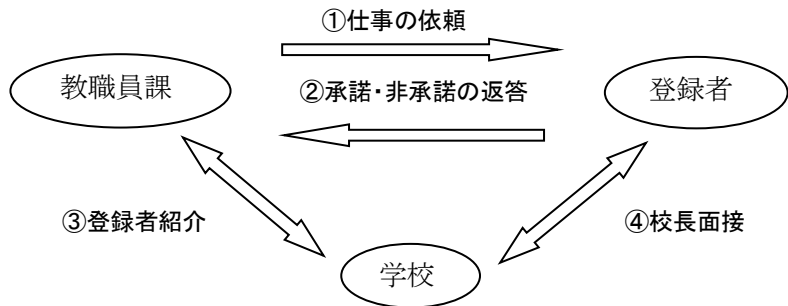 ①仕事の依頼
教職員課
②承諾・非承諾の返答
登録者
③登録者紹介
④校長面接
学校